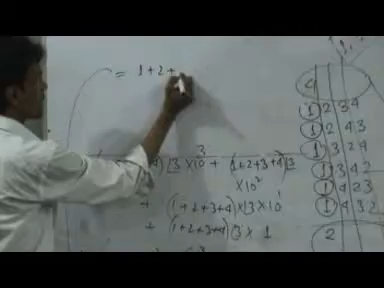 = 1+2+
4) 3 × 10³ + (1+2+3+4) 3
× 10²
+ (1+2+3+4) × 3 × 10¹
+ (1+2+3+4) 3 × 1
4
1 2 3 4
1 2 4 3
1 3 2 4
1 3 4 2
1 4 2 3
1 4 3 2
2